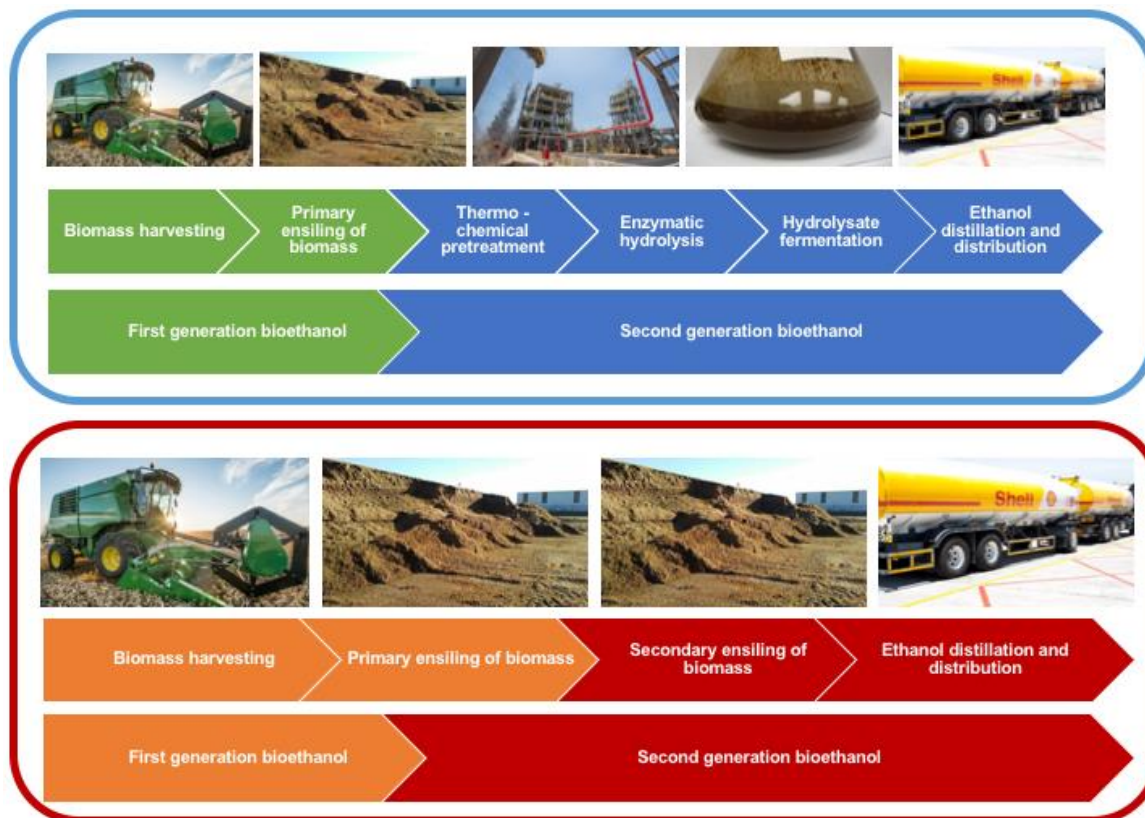 Shell
Biomass harvesting
Primary
ensiling of
biomass
Thermo -
chemical
pretreatment
Enzymatic
hydrolysis
Hydrolysate
fermentation
Ethanol
distillation and
distribution
First generation bioethanol
Second generation bioethanol
Shell
Biomass harvesting
Primary ensiling of biomass
Secondary ensiling of
biomass
Ethanol distillation and
distribution
First generation bioethanol
Second generation bioethanol